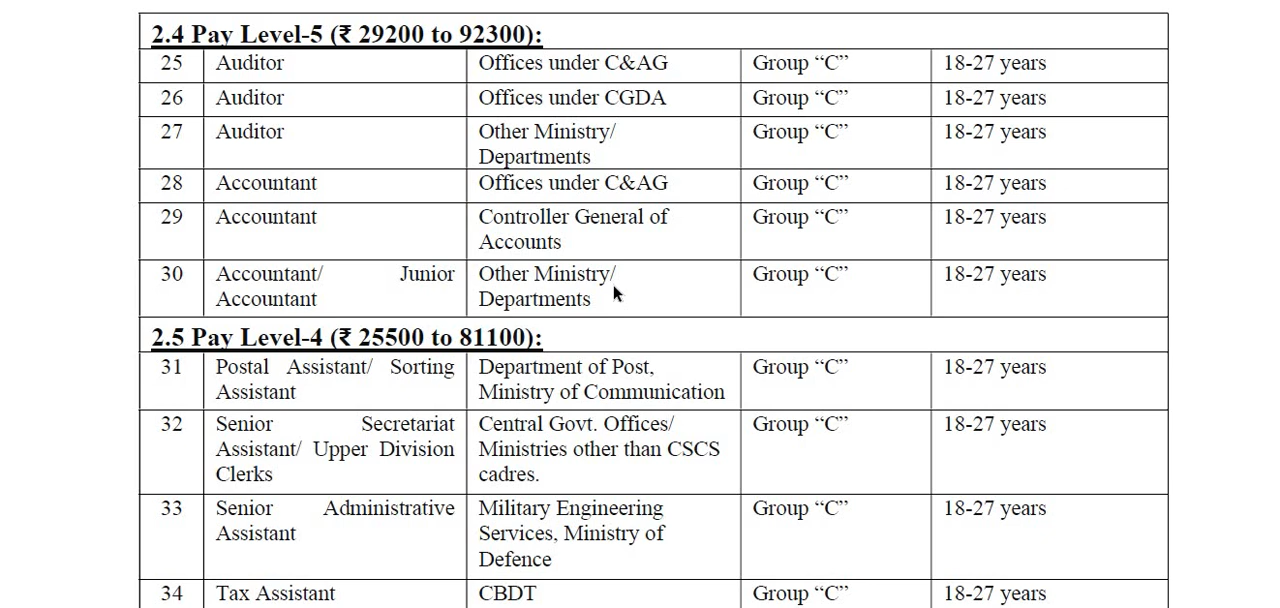 2.4 Pay Level-5 (₹ 29200 to 92300):
25 Auditor Offices under C&AG Group “C” 18-27 years
26 Auditor Offices under CGDA Group “C” 18-27 years
27 Auditor Other Ministry/ Group “C” 18-27 years
Departments
28 Accountant Offices under C&AG Group “C” 18-27 years
29 Accountant Controller General of Group “C” 18-27 years
Accounts
30 Accountant/ Junior Other Ministry/ Group “C” 18-27 years
Accountant Departments
2.5 Pay Level-4 (₹ 25500 to 81100):
31 Postal Assistant/ Sorting Department of Post, Group “C” 18-27 years
Assistant Ministry of Communication
32 Senior Secretariat Central Govt. Offices/ Group “C” 18-27 years
Assistant/ Upper Division Ministries other than CSCS
Clerks cadres.
33 Senior Administrative Military Engineering Group “C” 18-27 years
Assistant Services, Ministry of
Defence
34 Tax Assistant CBDT Group “C” 18-27 years